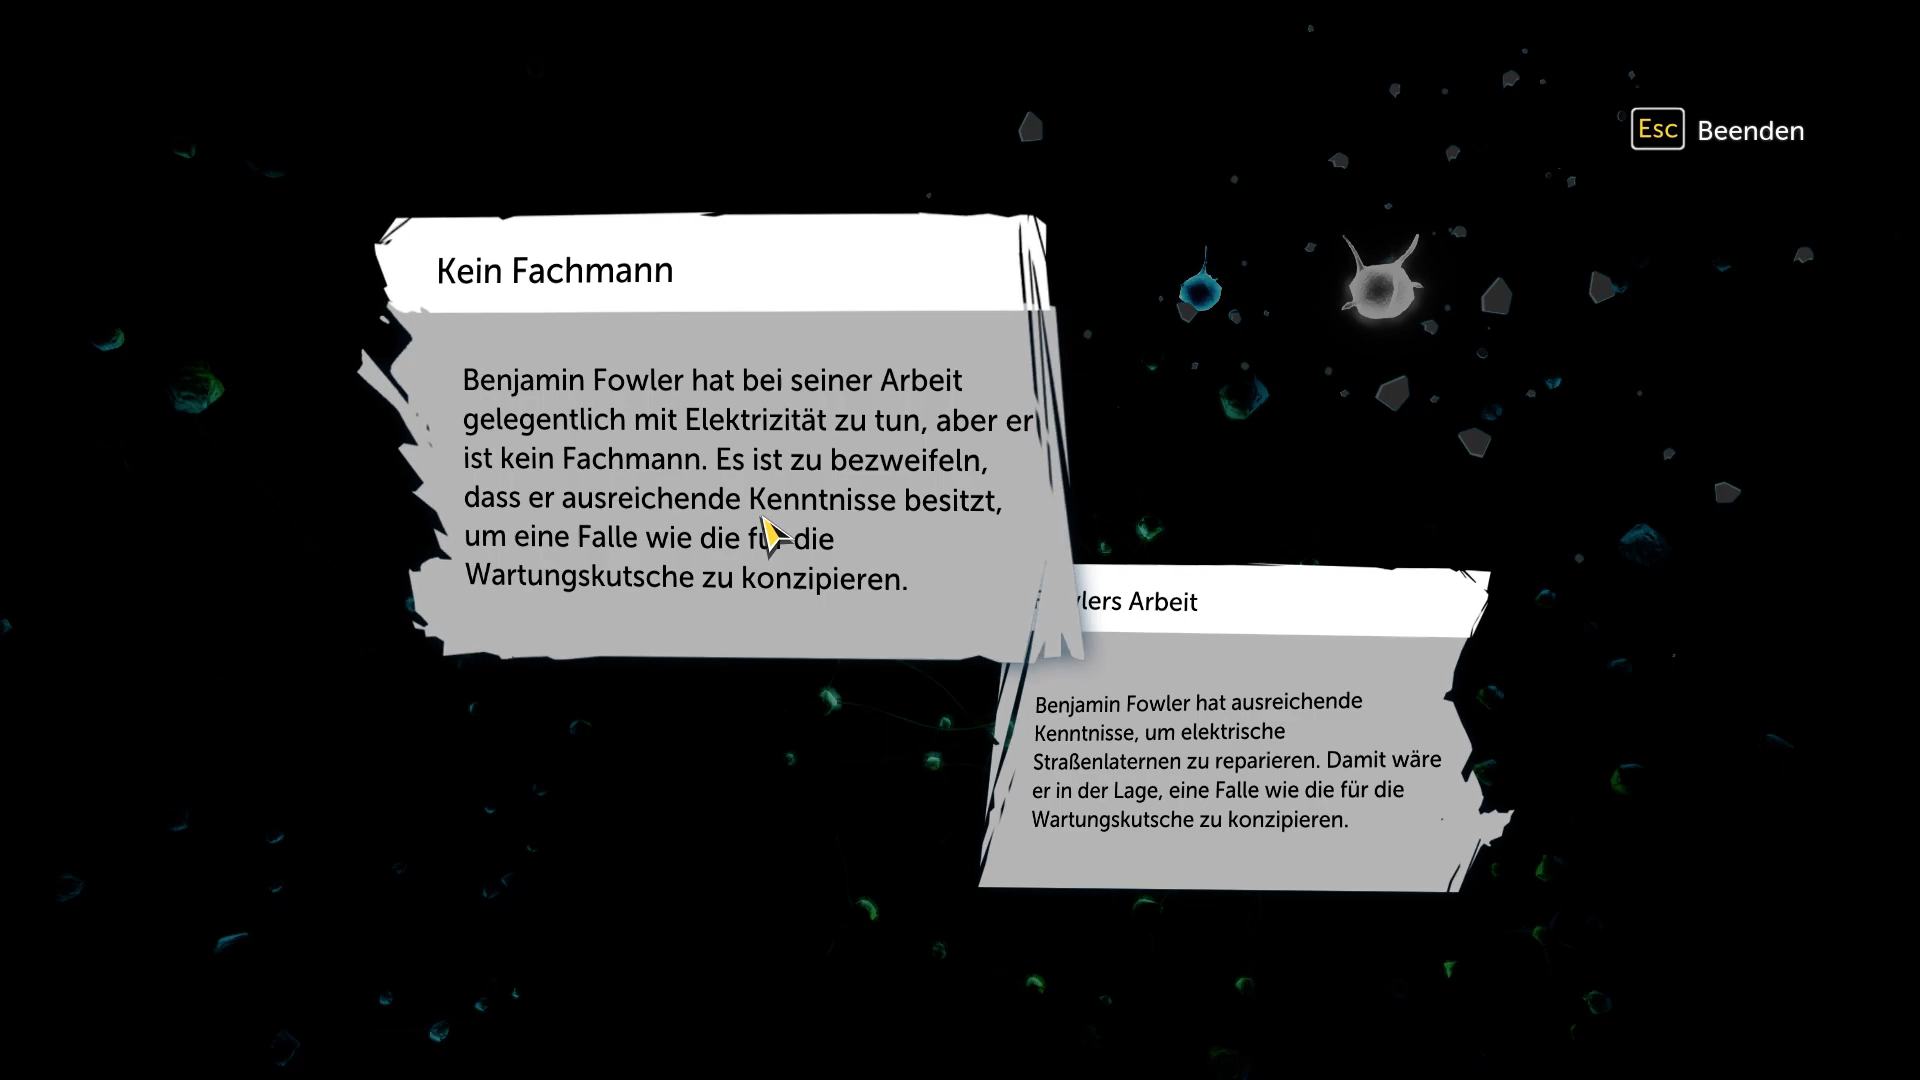 Esc Beenden
Kein Fachmann
Benjamin Fowler hat bei seiner Arbeit
gelegentlich mit Elektrizität zu tun, aber er
ist kein Fachmann. Es ist zu bezweifeln,
dass er ausreichende Kenntnisse besitzt,
um eine Falle wie die für die
Wartungskutsche zu konzipieren.
lers Arbeit
Benjamin Fowler hat ausreichende
Kenntnisse, um elektrische
Straßenlaternen zu reparieren. Damit wäre
er in der Lage, eine Falle wie die für die
Wartungskutsche zu konzipieren.